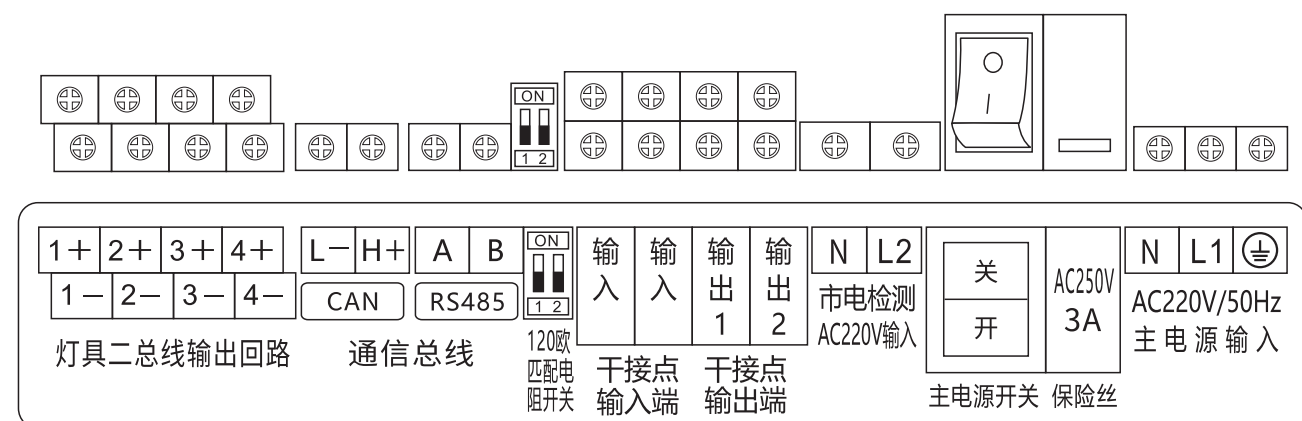 ON
1 2
1+ 2+ 3+ 4+
1− 2− 3− 4−
灯具二总线输出回路
L− H+ A B
CAN RS485
通信总线
ON
1 2
120欧
匹配电
阻开关
输入 输入 输出1 输出2
干接点 干接点
输入端 输出端
N L2
市电检测
AC220V输入
关
开
主电源开关
AC250V
3A
保险丝
N L1
AC220V/50Hz
主电源输入